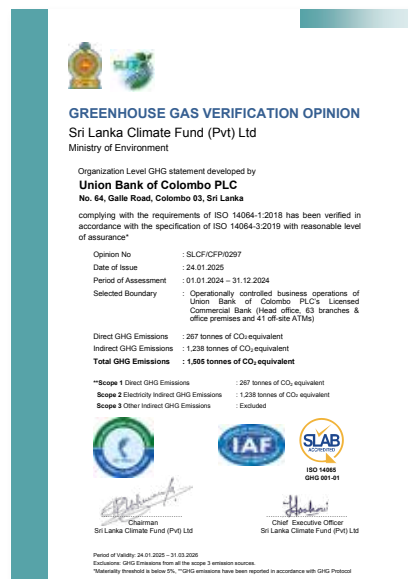 SLCF
GREENHOUSE GAS VERIFICATION OPINION
Sri Lanka Climate Fund (Pvt) Ltd
Ministry of Environment
Organization Level GHG statement developed by
Union Bank of Colombo PLC
No. 64, Galle Road, Colombo 03, Sri Lanka
complying with the requirements of ISO 14064-1:2018 has been verified in
accordance with the specification of ISO 14064-3:2019 with reasonable level
of assurance*
Opinion No : SLCF/CFP/0297
Date of Issue : 24.01.2025
Period of Assessment : 01.01.2024 – 31.12.2024
Selected Boundary : Operationally controlled business operations of
Union Bank of Colombo PLC's Licensed
Commercial Bank (Head office, 63 branches &
office premises and 41 off-site ATMs)
Direct GHG Emissions : 267 tonnes of CO₂ equivalent
Indirect GHG Emissions : 1,238 tonnes of CO₂ equivalent
Total GHG Emissions : 1,505 tonnes of CO₂ equivalent
**Scope 1 Direct GHG Emissions : 267 tonnes of CO₂ equivalent
Scope 2 Electricity Indirect GHG Emissions : 1,238 tonnes of CO₂ equivalent
Scope 3 Other Indirect GHG Emissions : Excluded
IAF
SLAB
ACCREDITED
ISO 14065
GHG 001-01
Chairman
Sri Lanka Climate Fund (Pvt) Ltd
Chief Executive Officer
Sri Lanka Climate Fund (Pvt) Ltd
Period of Validity: 24.01.2025 – 31.03.2026
Exclusions: GHG Emissions from all the scope 3 emission sources.
*Materiality threshold is below 5%, **GHG emissions have been reported in accordance with GHG Protocol